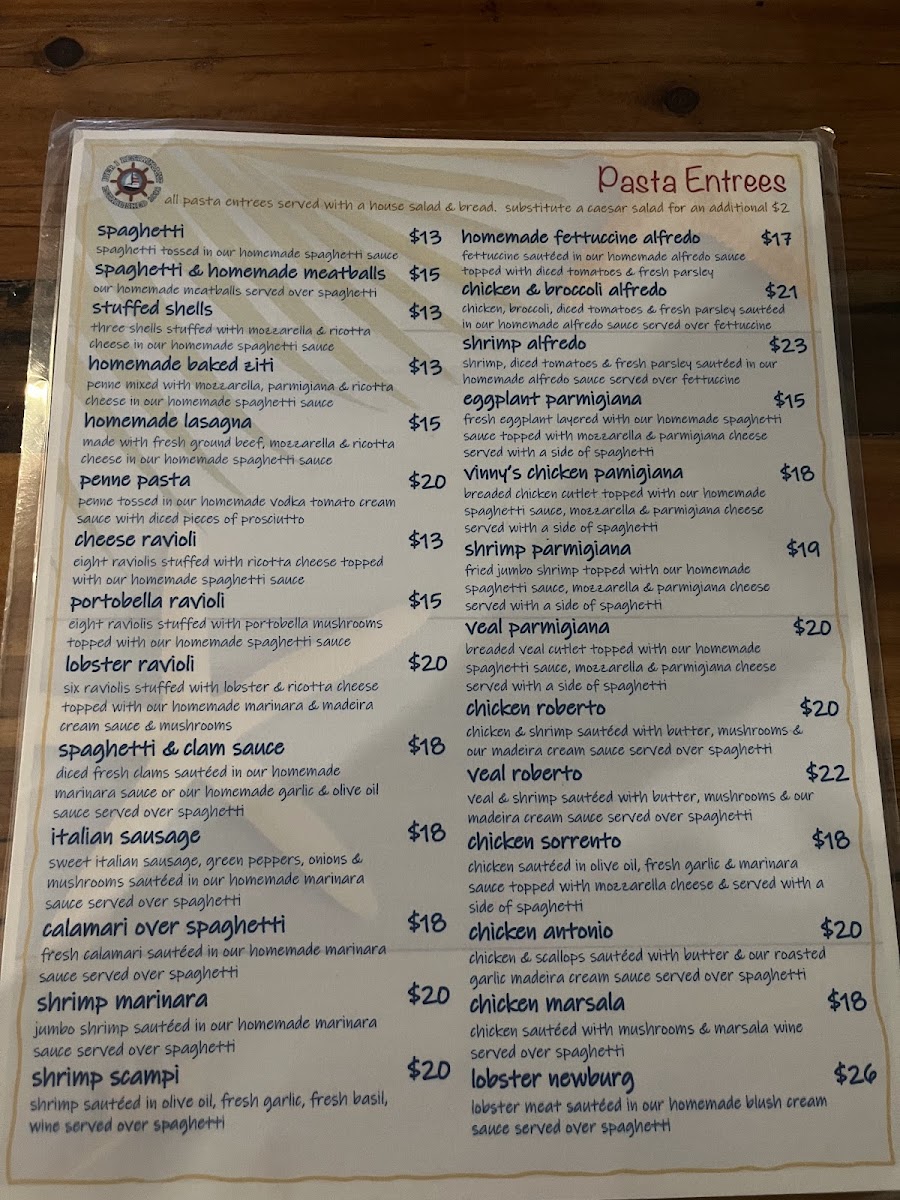 Pasta Entrees
all pasta entrees served with a house salad & bread. substitute a caesar salad for an additional $2
spaghetti $13
spaghetti tossed in our homemade spaghetti sauce
spaghetti & homemade meatballs $15
our homemade meatballs served over spaghetti
stuffed shells $13
three shells stuffed with mozzarella & ricotta
cheese in our homemade spaghetti sauce
homemade baked ziti $13
penne mixed with mozzarella, parmigiana & ricotta
cheese in our homemade spaghetti sauce
homemade lasagna $15
made with fresh ground beef, mozzarella & ricotta
cheese in our homemade spaghetti sauce
penne pasta $20
penne tossed in our homemade vodka tomato cream
sauce with diced pieces of prosciutto
cheese ravioli $13
eight raviolis stuffed with ricotta cheese topped
with our homemade spaghetti sauce
portobella ravioli $15
eight raviolis stuffed with portobella mushrooms
topped with our homemade spaghetti sauce
lobster ravioli $20
six raviolis stuffed with lobster & ricotta cheese
topped with our homemade marinara & madeira
cream sauce & mushrooms
spaghetti & clam sauce $18
diced fresh clams sautéed in our homemade
marinara sauce or our homemade garlic & olive oil
sauce served over spaghetti
italian sausage $18
sweet italian sausage, green peppers, onions &
mushrooms sautéed in our homemade marinara
sauce served over spaghetti
calamari over spaghetti $18
fresh calamari sautéed in our homemade marinara
sauce served over spaghetti
shrimp marinara $20
jumbo shrimp sautéed in our homemade marinara
sauce served over spaghetti
shrimp scampi $20
shrimp sautéed in olive oil, fresh garlic, fresh basil,
wine served over spaghetti
homemade fettuccine alfredo $17
fettuccine sautéed in our homemade alfredo sauce
topped with diced tomatoes & fresh parsley
chicken & broccoli alfredo $21
chicken, broccoli, diced tomatoes & fresh parsley sautéed
in our homemade alfredo sauce served over fettuccine
shrimp alfredo $23
shrimp, diced tomatoes & fresh parsley sautéed in our
homemade alfredo sauce served over fettuccine
eggplant parmigiana $15
fresh eggplant layered with our homemade spaghetti
sauce topped with mozzarella & parmigiana cheese
served with a side of spaghetti
vinny's chicken pamigiana $18
breaded chicken cutlet topped with our homemade
spaghetti sauce, mozzarella & parmigiana cheese
served with a side of spaghetti
shrimp parmigiana $19
fried jumbo shrimp topped with our homemade
spaghetti sauce, mozzarella & parmigiana cheese
served with a side of spaghetti
veal parmigiana $20
breaded veal cutlet topped with our homemade
spaghetti sauce, mozzarella & parmigiana cheese
served with a side of spaghetti
chicken roberto $20
chicken & shrimp sautéed with butter, mushrooms &
our madeira cream sauce served over spaghetti
veal roberto $22
veal & shrimp sautéed with butter, mushrooms & our
madeira cream sauce served over spaghetti
chicken sorrento $18
chicken sautéed in olive oil, fresh garlic & marinara
sauce topped with mozzarella cheese & served with a
side of spaghetti
chicken antonio $20
chicken & scallops sautéed with butter & our roasted
garlic madeira cream sauce served over spaghetti
chicken marsala $18
chicken sautéed with mushrooms & marsala wine
served over spaghetti
lobster newburg $26
lobster meat sautéed in our homemade blush cream
sauce served over spaghetti